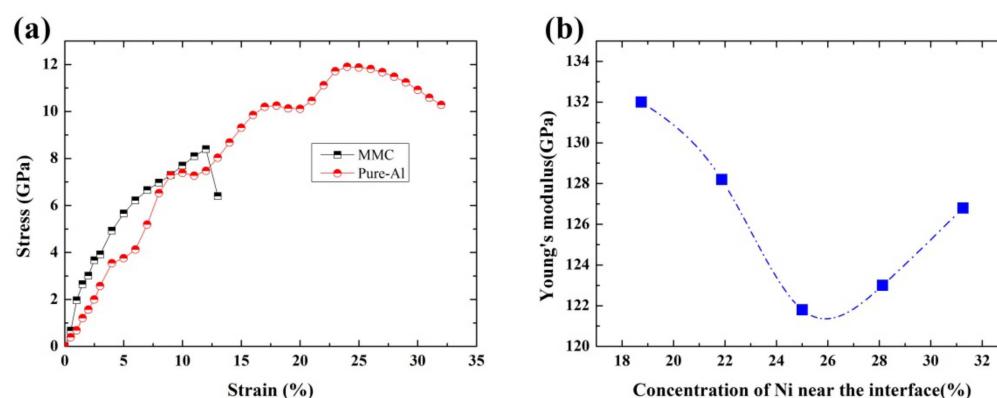 (a)
Stress (GPa)
12
10
8
6
4
2
0
MMC
Pure-Al
0 5 10 15 20 25 30 35
Strain (%)
(b)
Young's modulus(GPa)
134
132
130
128
126
124
122
120
18 20 22 24 26 28 30 32
Concentration of Ni near the interface(%)